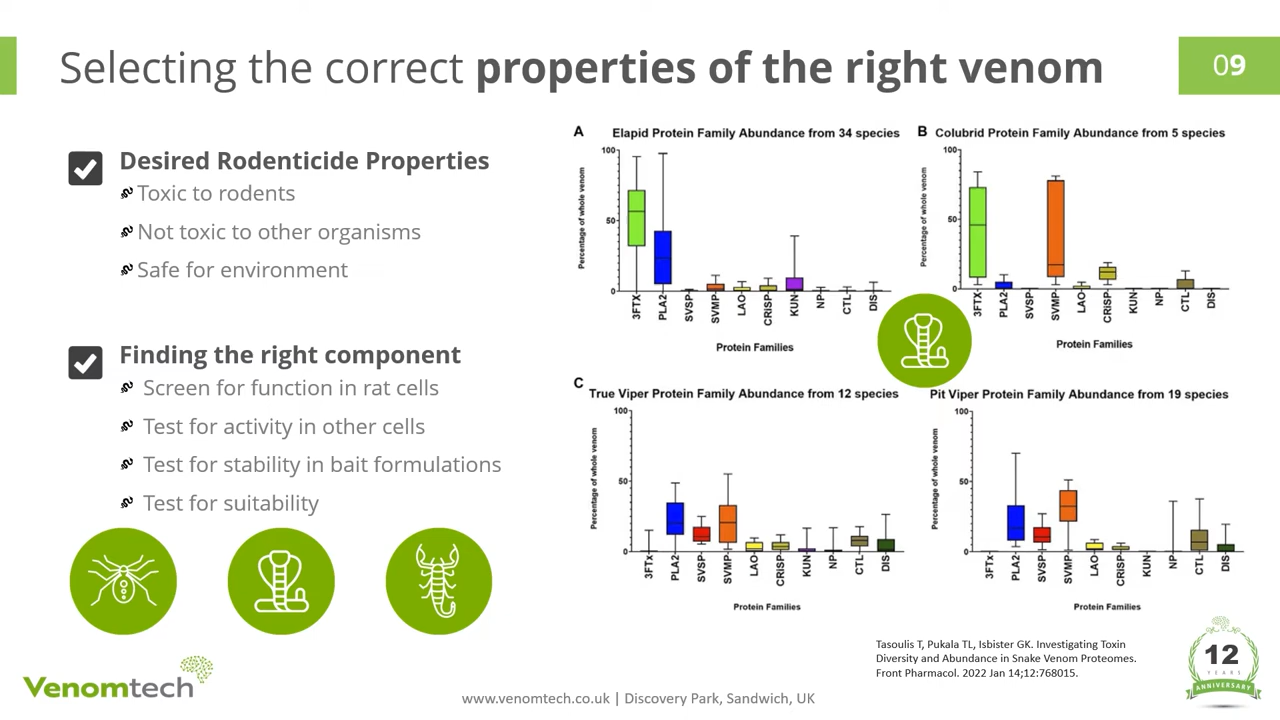 Selecting the correct properties of the right venom
09
Desired Rodenticide Properties
Toxic to rodents
Not toxic to other organisms
Safe for environment
Finding the right component
Screen for function in rat cells
Test for activity in other cells
Test for stability in bait formulations
Test for suitability
A
Elapid Protein Family Abundance from 34 species
Percentage of whole venom
100
50
0
3FTX PLA2 SVSP SVMP LAO CRISP KUN NP CTL DIS
Protein Families
B
Colubrid Protein Family Abundance from 5 species
Percentage of whole venom
100
50
0
3FTX PLA2 SVSP SVMP LAO CRISP KUN NP CTL DIS
Protein Families
C
True Viper Protein Family Abundance from 12 species
Percentage of whole venom
100
50
0
3FTx PLA2 SVSP SVMP LAO CRISP KUN NP CTL DIS
Protein Families
Pit Viper Protein Family Abundance from 19 species
Percentage of whole venom
100
50
0
3FTx PLA2 SVSP SVMP LAO CRISP KUN NP CTL DIS
Protein Families
Tasoulis T, Pukala TL, Isbister GK. Investigating Toxin
Diversity and Abundance in Snake Venom Proteomes.
Front Pharmacol. 2022 Jan 14;12:768015.
Venomtech
www.venomtech.co.uk | Discovery Park, Sandwich, UK
12
YEARS
ANNIVERSARY